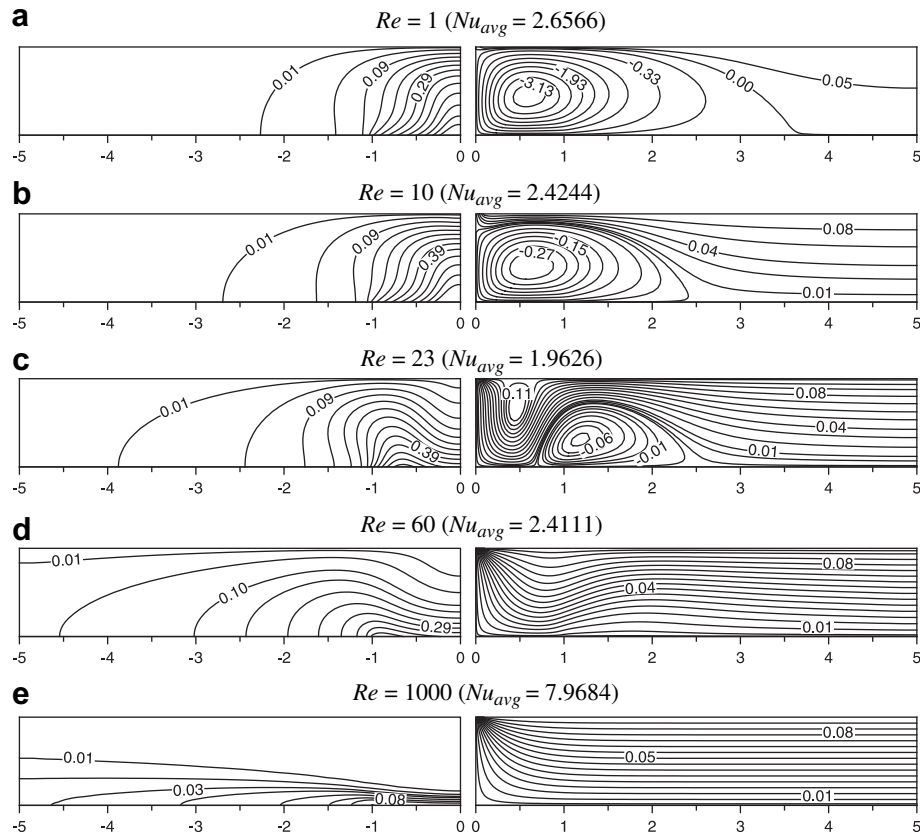 a
Re = 1 (Nu_avg = 2.6566)
0.01 0.09 0.29 -3.13 -1.93 -0.33 0.00 0.05
-5 -4 -3 -2 -1 0 0 1 2 3 4 5
b
Re = 10 (Nu_avg = 2.4244)
0.01 0.09 0.39 -0.27 -0.15 0.04 0.01 0.08
-5 -4 -3 -2 -1 0 0 1 2 3 4 5
c
Re = 23 (Nu_avg = 1.9626)
0.01 0.09 0.39 0.11 -0.06 -0.01 0.01 0.04 0.08
-5 -4 -3 -2 -1 0 0 1 2 3 4 5
d
Re = 60 (Nu_avg = 2.4111)
0.01 0.10 0.29 0.04 0.08 0.01
-5 -4 -3 -2 -1 0 0 1 2 3 4 5
e
Re = 1000 (Nu_avg = 7.9684)
0.01 0.03 0.08 0.05 0.08 0.01
-5 -4 -3 -2 -1 0 0 1 2 3 4 5